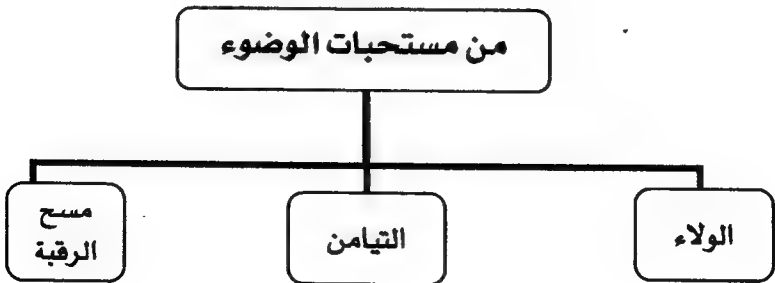 من مستحبات الوضوء
الولاء
التيامن
مسح
الرقبة